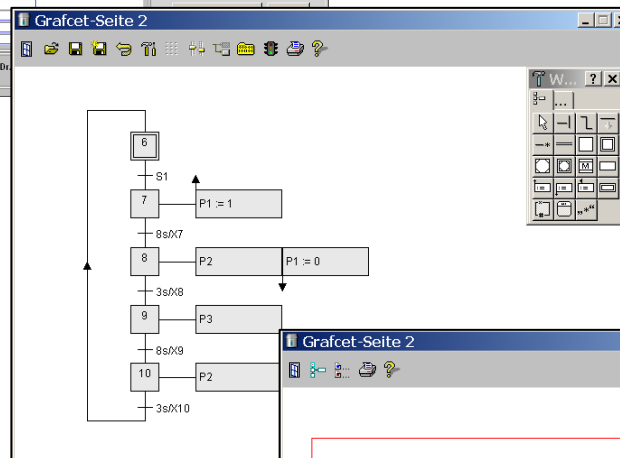 Grafcet-Seite 2
Dr.
W... ? ×
...
6
S1
7
P1 := 1
M
8s/X7
8
P2
P1 := 0
„*“
3s/X8
9
P3
8s/X9
Grafcet-Seite 2
10
P2
3s/X10